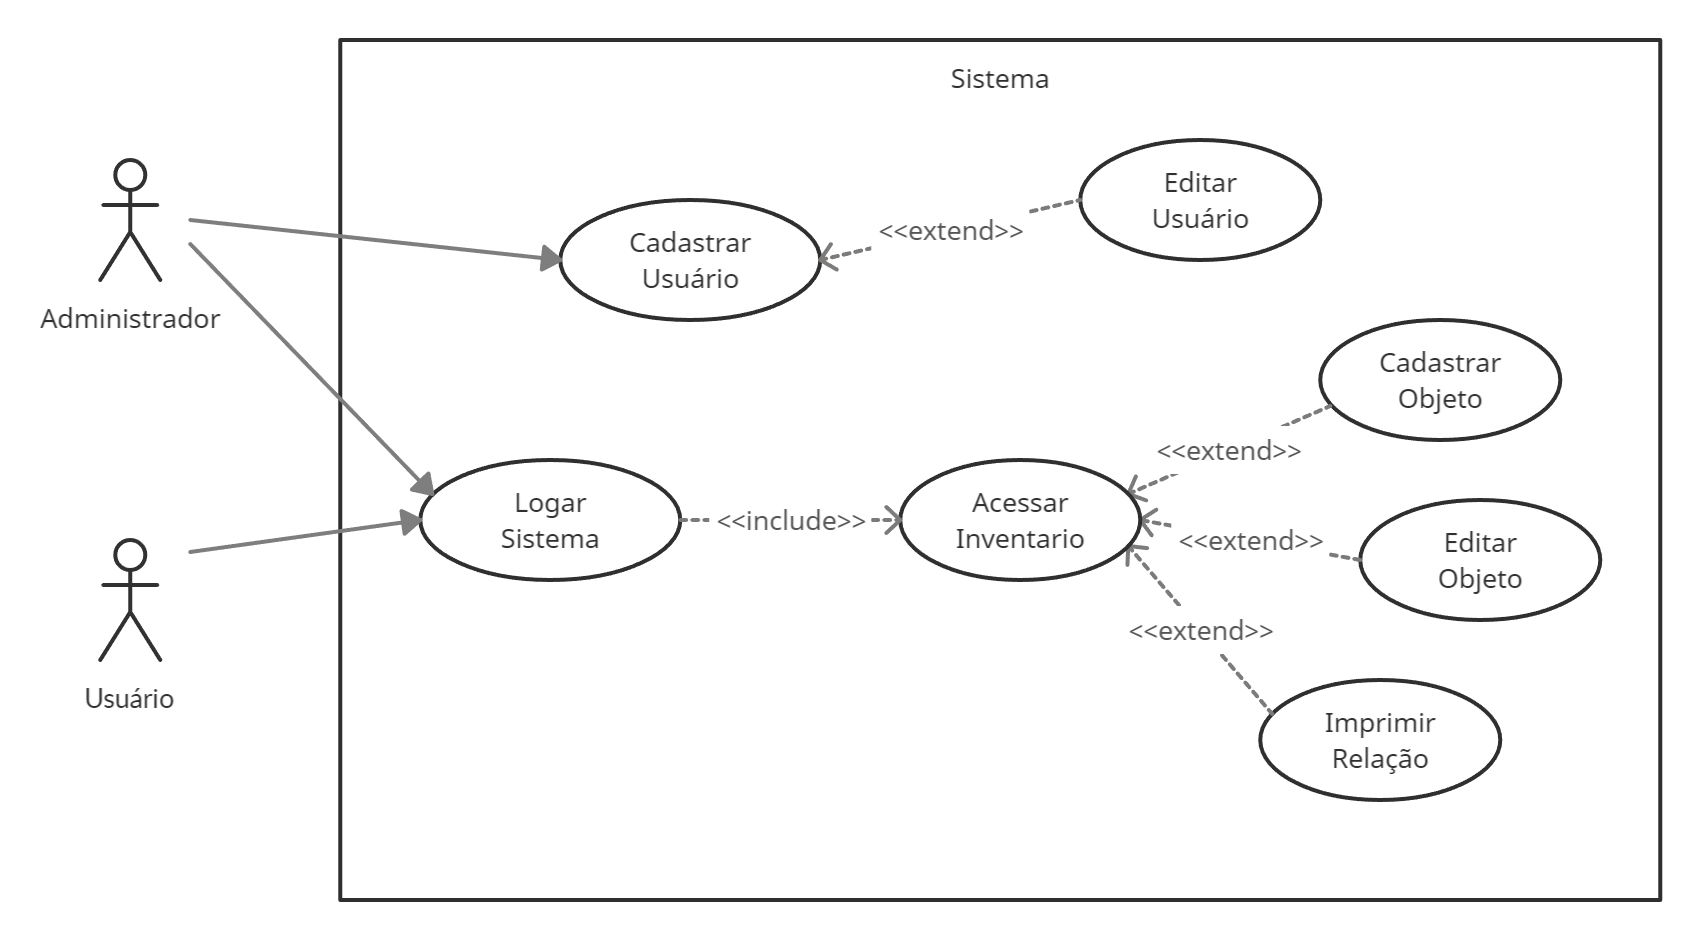 Sistema
Administrador
Cadastrar
Usuário
<<extend>>
Editar
Usuário
Usuário
Logar
Sistema
<<include>>
Acessar
Inventario
<<extend>>
Cadastrar
Objeto
<<extend>>
Editar
Objeto
<<extend>>
Imprimir
Relação